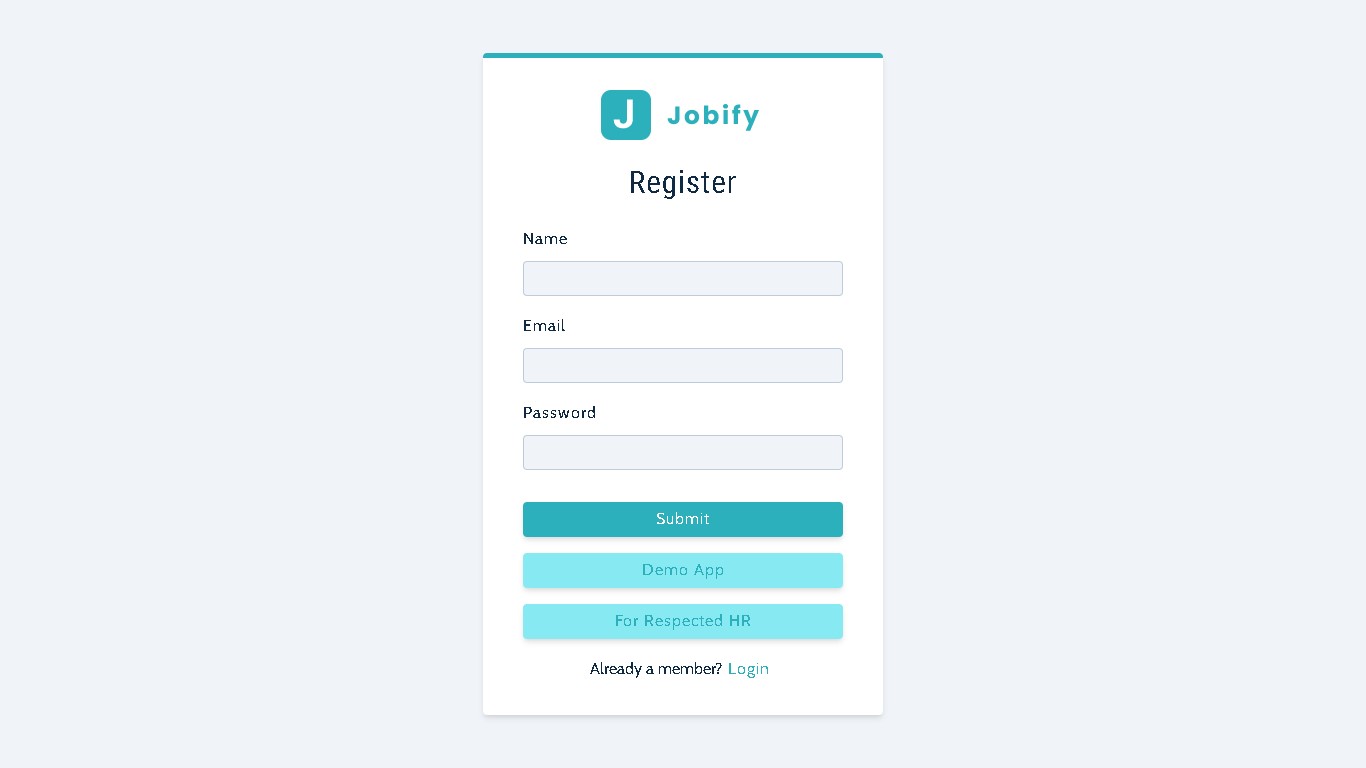 J Jobify
Register
Name
Email
Password
Submit
Demo App
For Respected HR
Already a member? Login